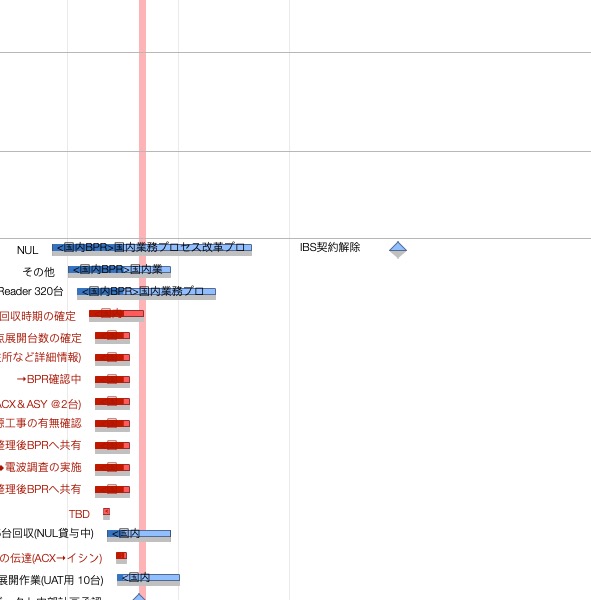 NUL <国内BPR>国内業務プロセス改革プロ IBS契約解除
その他 <国内BPR>国内業
Reader 320台 <国内BPR>国内業務プロ
回収時期の確定
展開台数の確定
所など詳細情報)
→BPR確認中
ACX＆ASY @2台)
工事の有無確認
整理後BPRへ共有
電波調査の実施
整理後BPRへ共有
TBD
台回収(NUL貸与中) <国内
の伝達(ACX→イシン)
展開作業(UAT用 10台) <国内